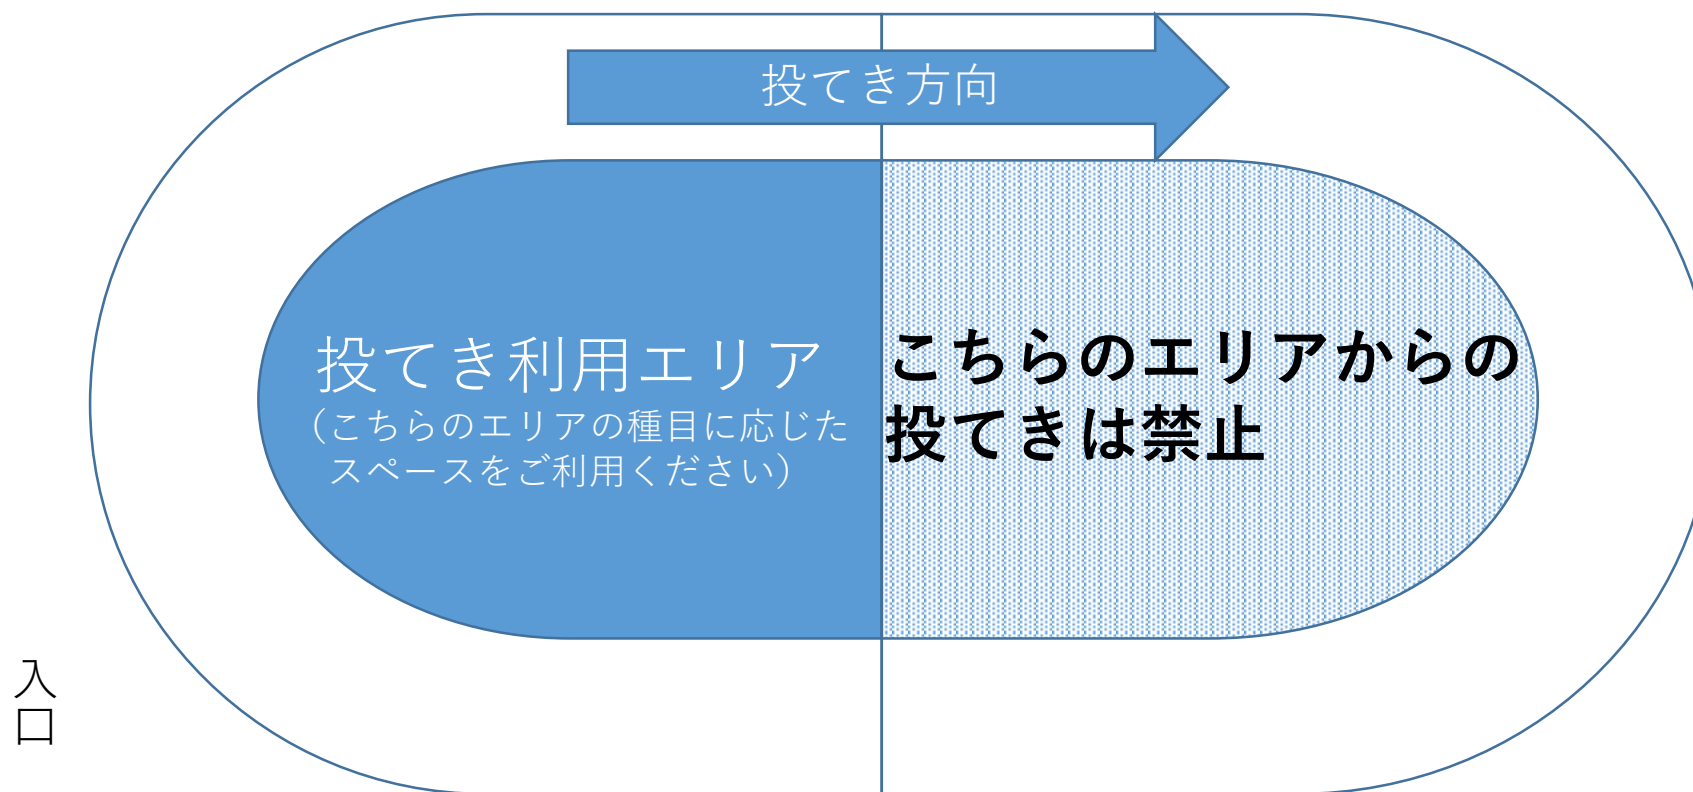 投てき方向
投てき利用エリア
（こちらのエリアの種目に応じた
スペースをご利用ください）
こちらのエリアからの
投てきは禁止
入口